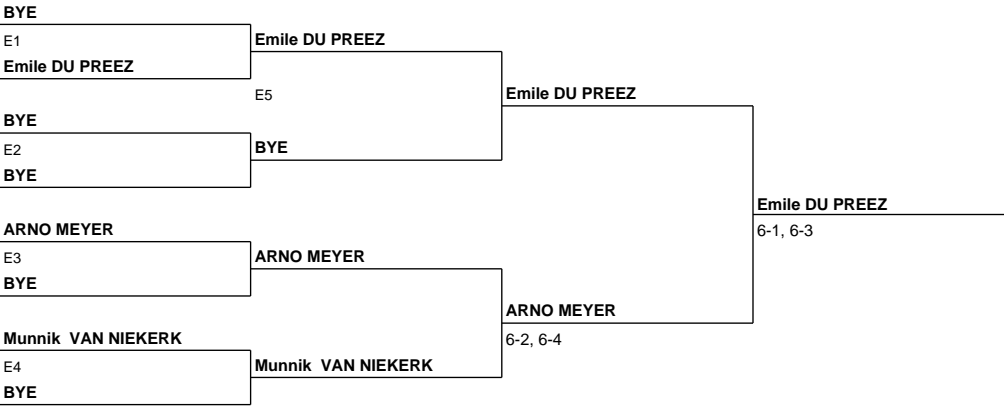 BYE
E1
Emile DU PREEZ
Emile DU PREEZ
E5
Emile DU PREEZ
BYE
E2
BYE
BYE
Emile DU PREEZ
6-1, 6-3
ARNO MEYER
E3
BYE
ARNO MEYER
ARNO MEYER
6-2, 6-4
Munnik VAN NIEKERK
E4
BYE
Munnik VAN NIEKERK